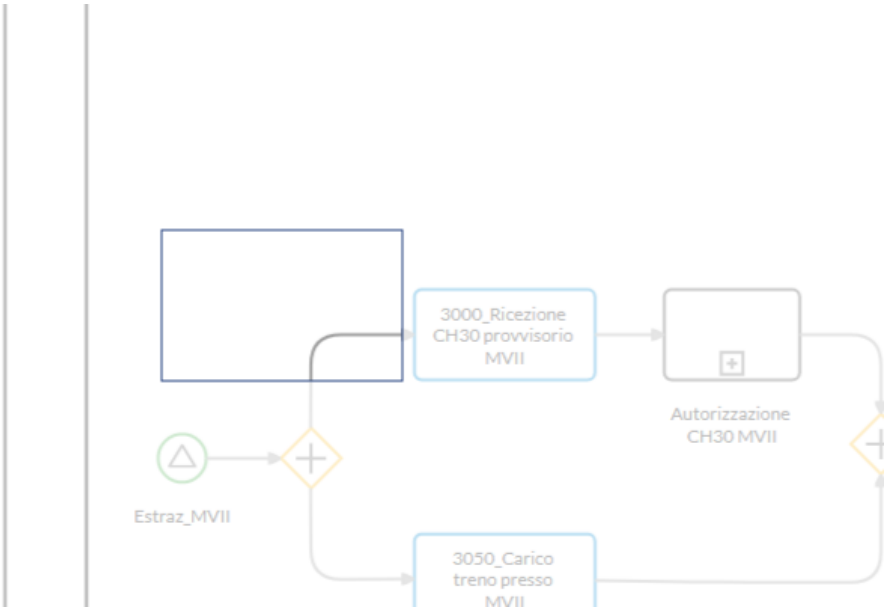 3000_Ricezione
CH30 provvisorio
MVII
Autorizzazione
CH30 MVII
Estraz_MVII
3050_Carico
treno presso
MVII